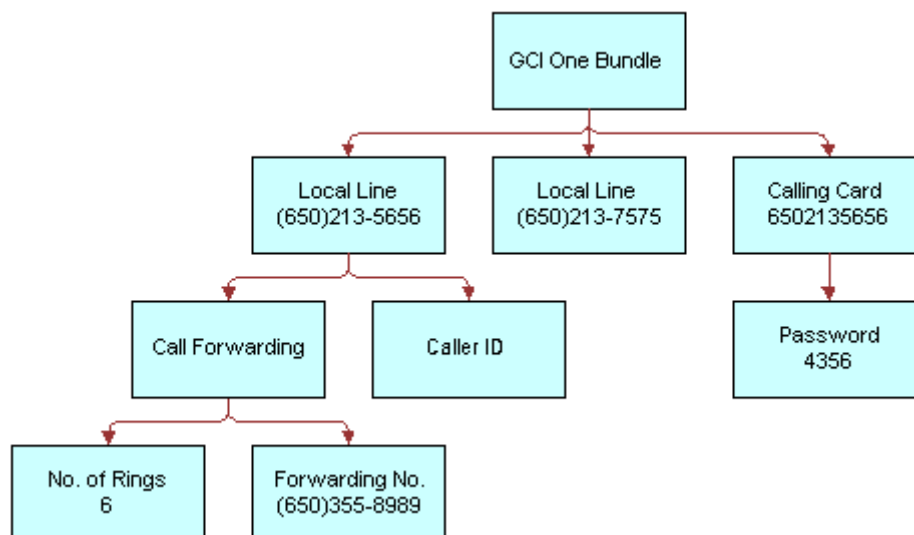 GCI One Bundle
Local Line
(650)213-5656
Local Line
(650)213-7575
Calling Card
6502135656
Call Forwarding
Caller ID
Password
4356
No. of Rings
6
Forwarding No.
(650)355-8989